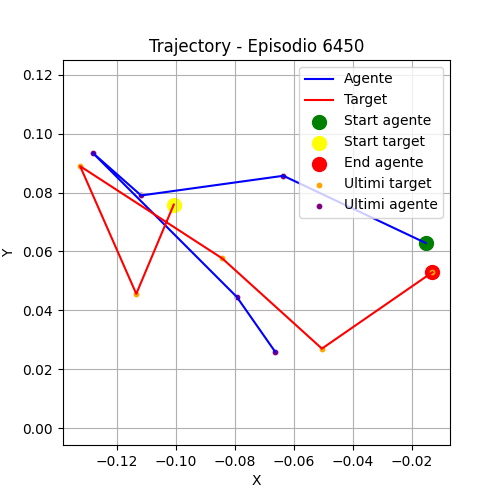 Trajectory - Episodio 6450
0.12
0.10
0.08
0.06
0.04
0.02
0.00
Y
Agente
Target
Start agente
Start target
End agente
Ultimi target
Ultimi agente
−0.12
−0.10
−0.08
−0.06
−0.04
−0.02
X